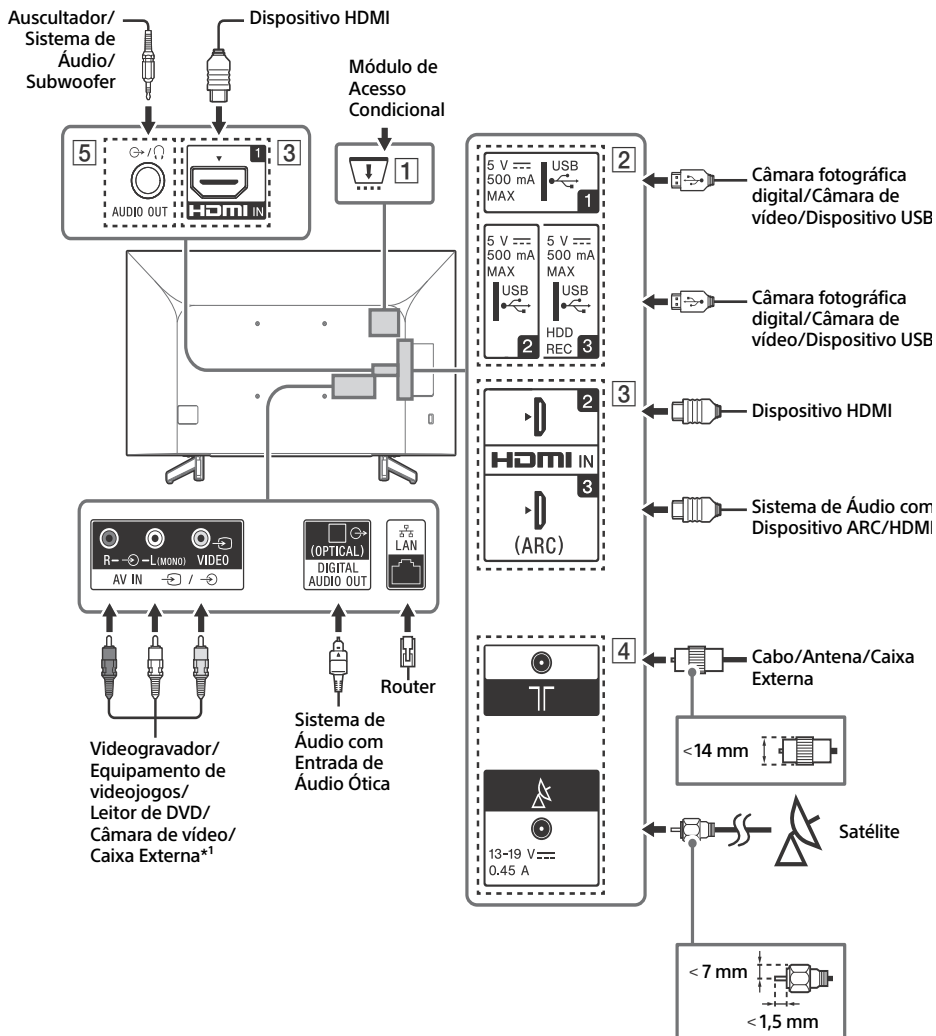 Auscultador/
Sistema de
Áudio/
Subwoofer
Dispositivo HDMI
Módulo de
Acesso
Condicional
5
AUDIO OUT
1
HDMI IN
3
1
2
5 V
500 mA
MAX
USB
1
Câmara fotográfica
digital/Câmara de
vídeo/Dispositivo USB
5 V
500 mA
MAX
USB
2
5 V
500 mA
MAX
USB
HDD
REC 3
Câmara fotográfica
digital/Câmara de
vídeo/Dispositivo USB
3
2
HDMI IN
3
(ARC)
Dispositivo HDMI
Sistema de Áudio com
Dispositivo ARC/HDMI
R- -L(MONO) VIDEO
AV IN /
(OPTICAL)
DIGITAL
AUDIO OUT
LAN
Videogravador/
Equipamento de
videojogos/
Leitor de DVD/
Câmara de vídeo/
Caixa Externa*1
Sistema de
Áudio com
Entrada de
Áudio Ótica
Router
4
Cabo/Antena/Caixa
Externa
<14 mm
13-19 V
0.45 A
Satélite
<7 mm
<1,5 mm